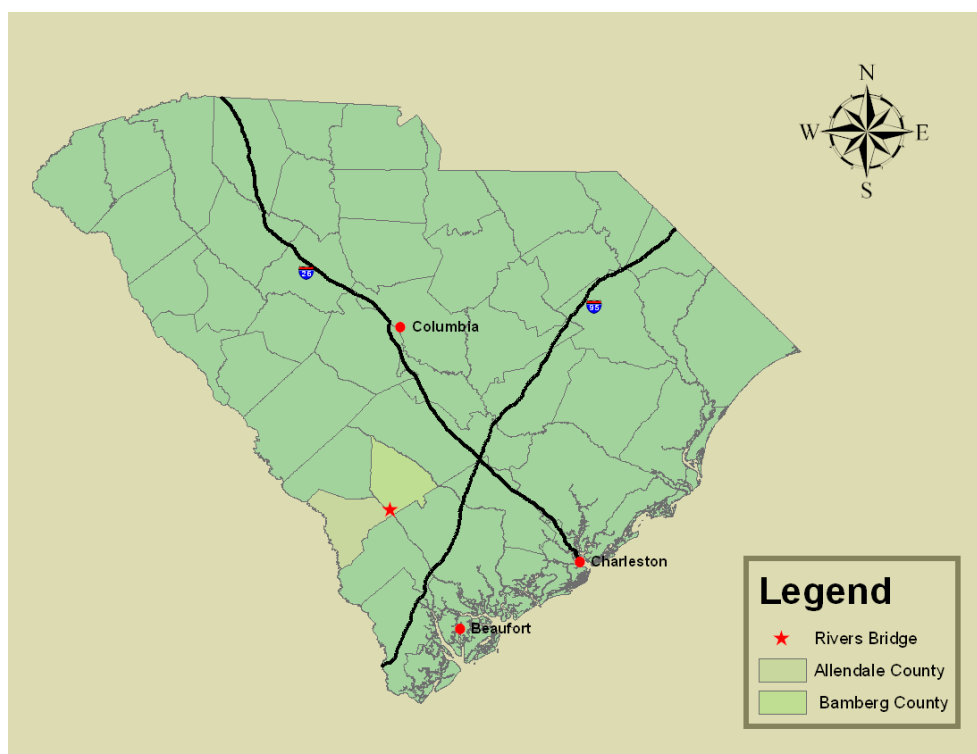 N
W E
S
26
95
Columbia
Charleston
Beaufort
Legend
Rivers Bridge
Allendale County
Bamberg County